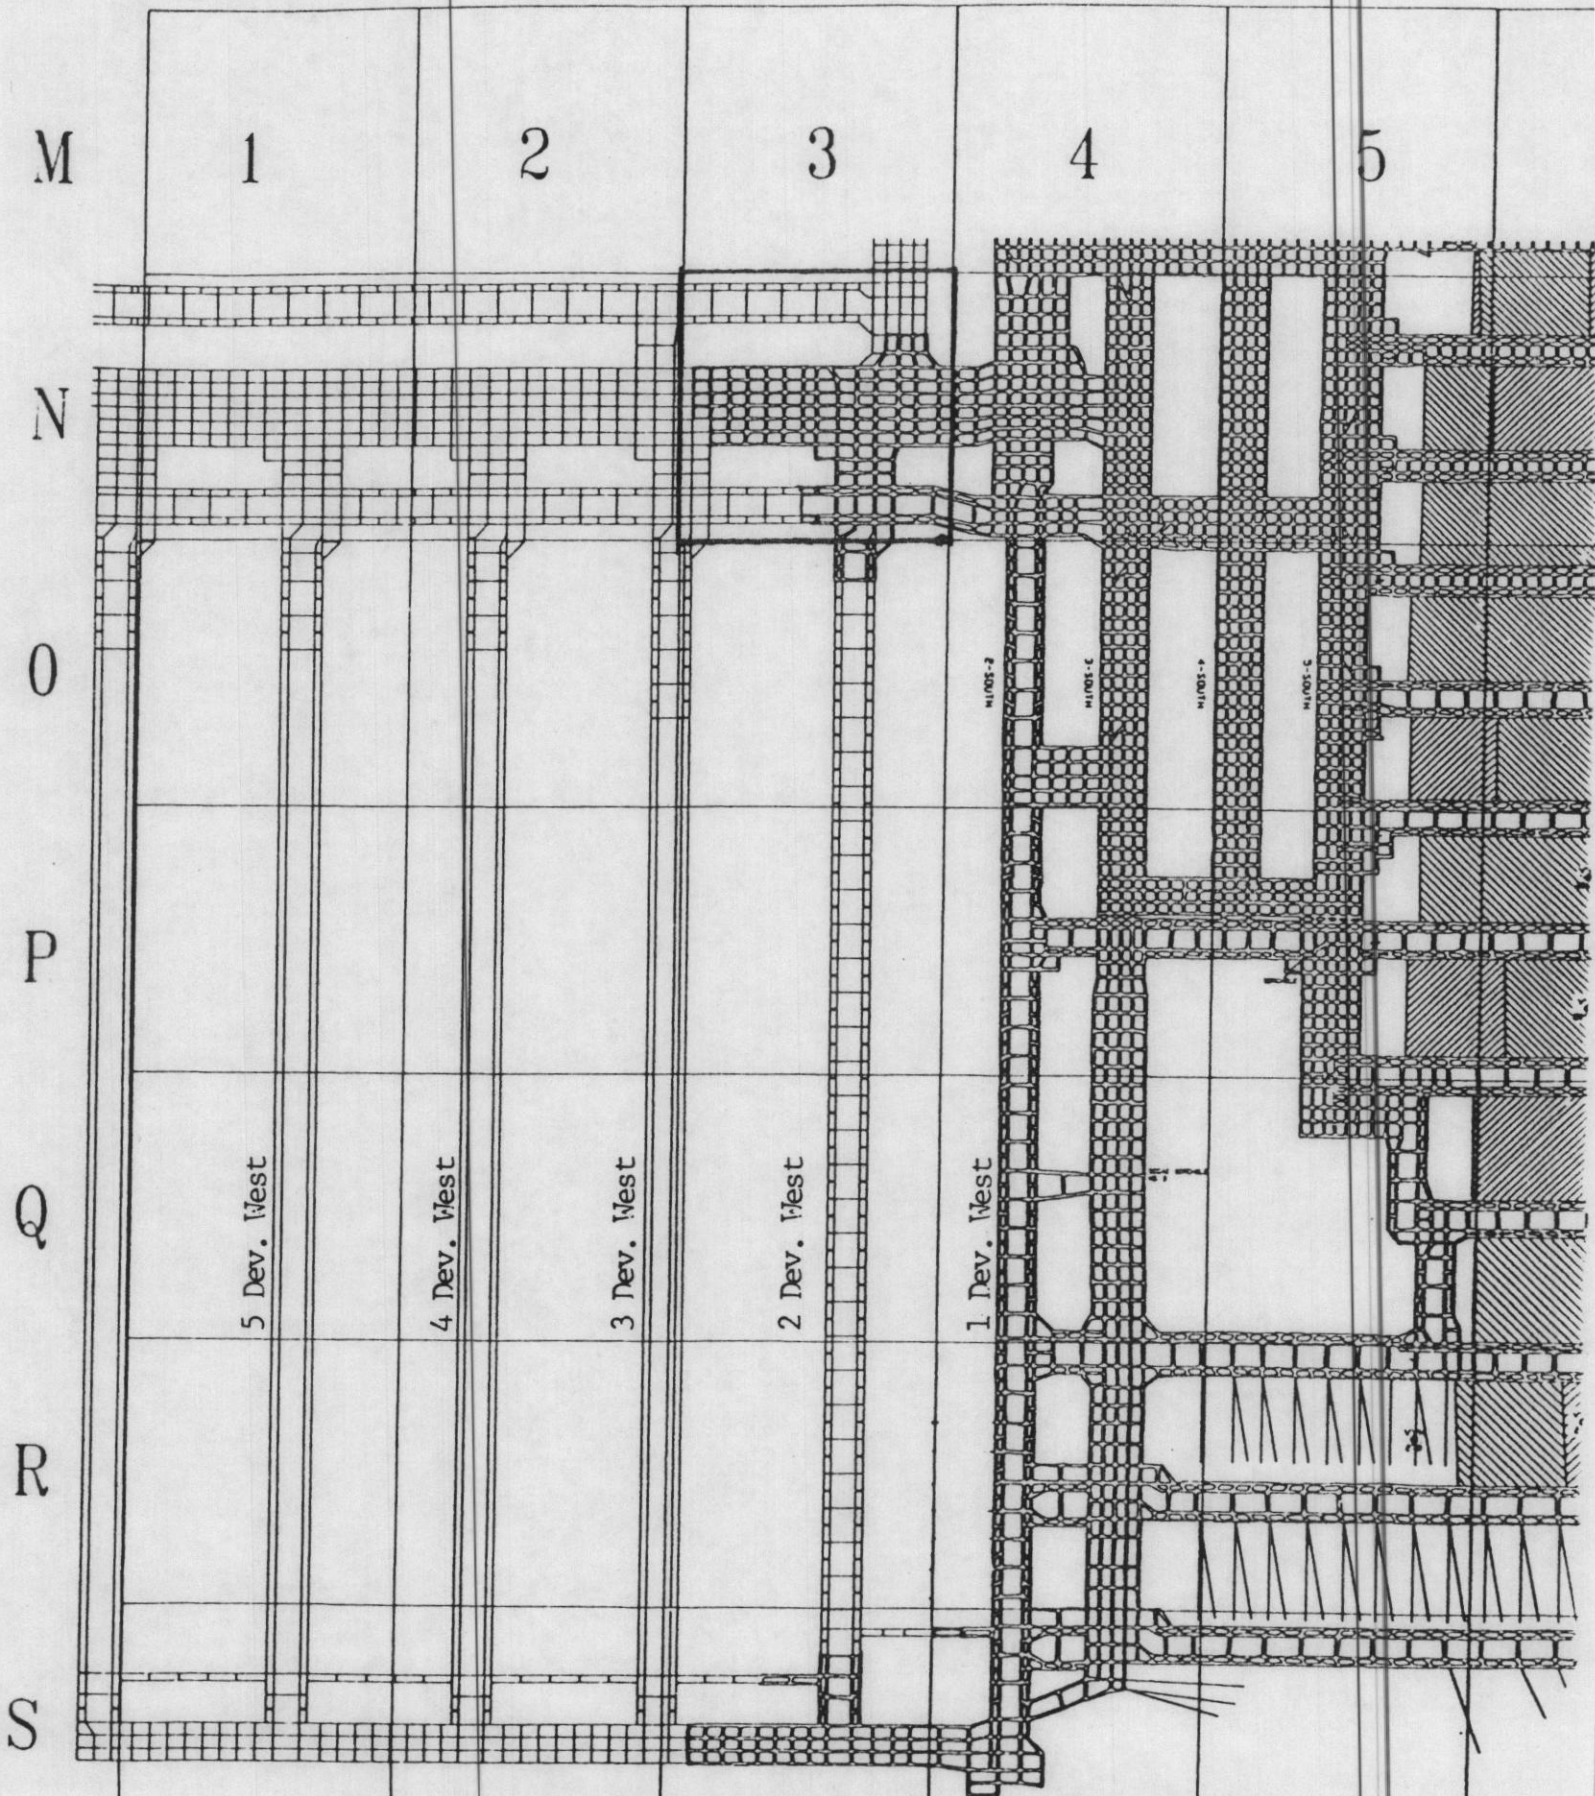 M 1 2 3 4 5
N
O
2-SOUTH 3-SOUTH 4-SOUTH 5-SOUTH
P
Q
5 Dev. West
4 Dev. West
3 Dev. West
2 Dev. West
1 Dev. West
R
S